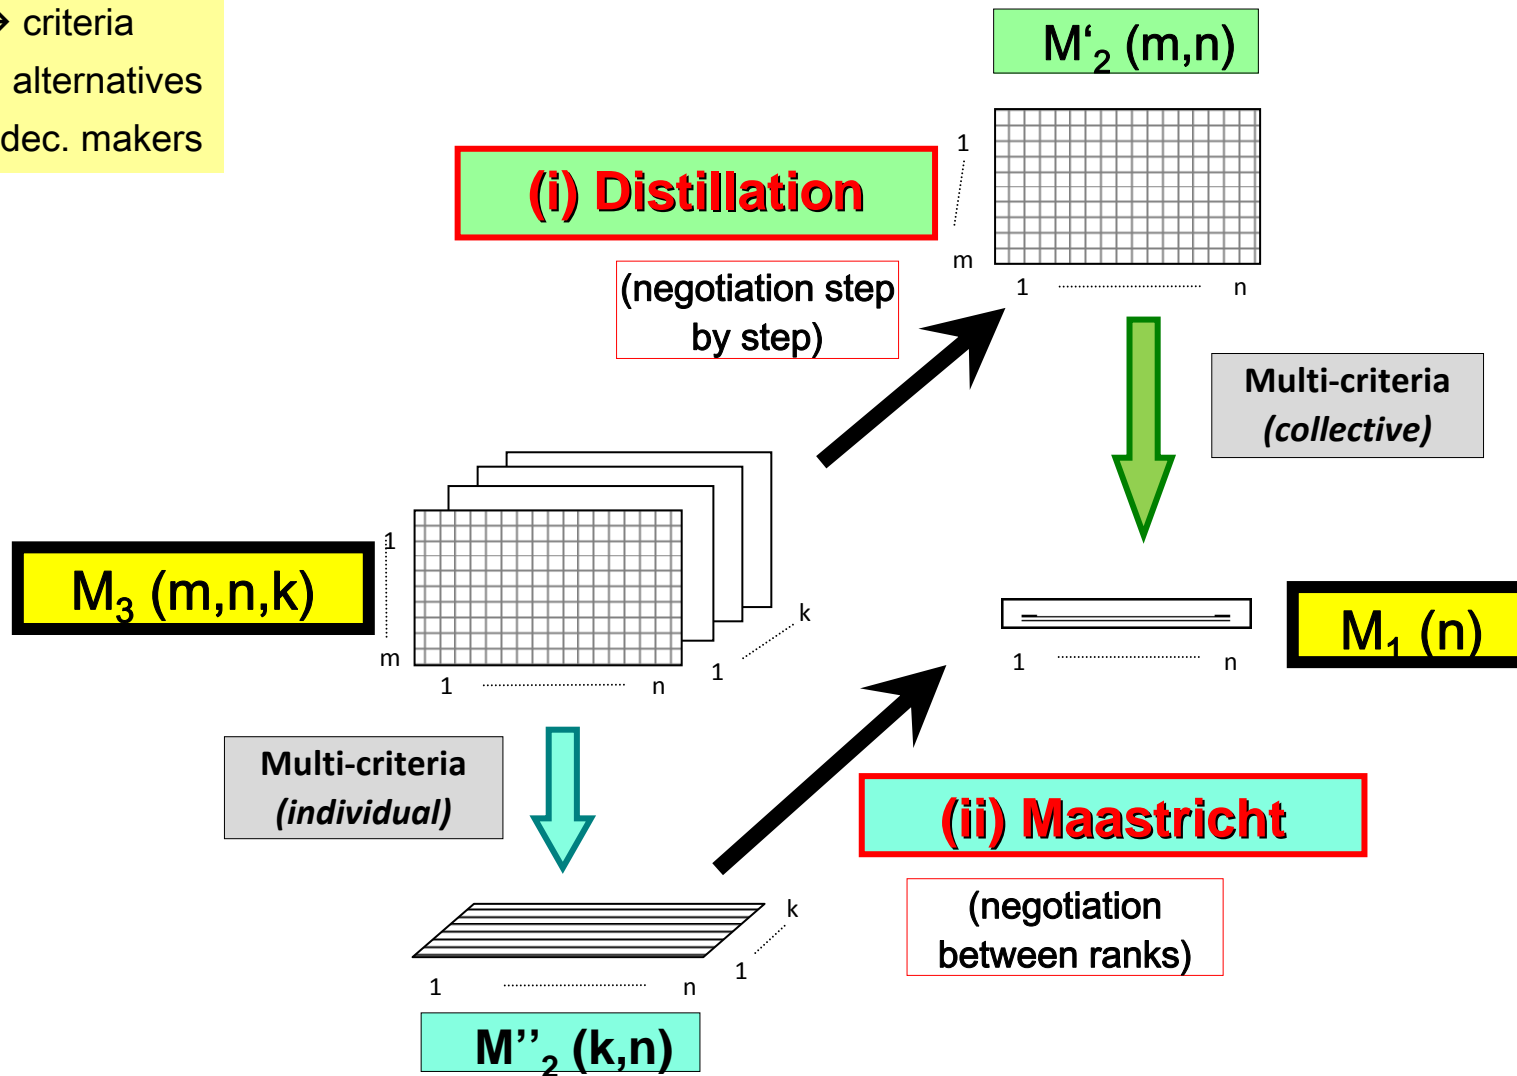 → criteria
alternatives
dec. makers
M‘2 (m,n)
(i) Distillation
(negotiation step
by step)
1
m
1 n
Multi-criteria
(collective)
M3 (m,n,k)
1
m
1 n
1
k
M1 (n)
1 n
Multi-criteria
(individual)
(ii) Maastricht
(negotiation
between ranks)
k
1
1 n
M’’2 (k,n)